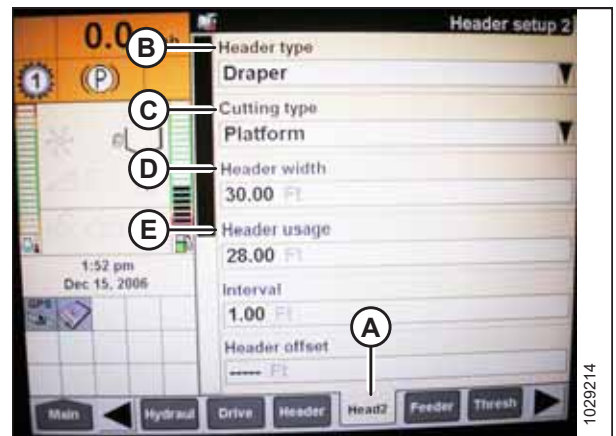 0.0
Header setup 2
B
Header type
Draper
1
(P)
C
Cutting type
Platform
D
Header width
30.00 Ft
E
Header usage
28.00 Ft
1:52 pm
Dec 15, 2006
Interval
1.00 Ft
GPS
A
Header offset
----- Ft
Main
Hydraul
Drive
Header
Head2
Feeder
Thresh
1029214